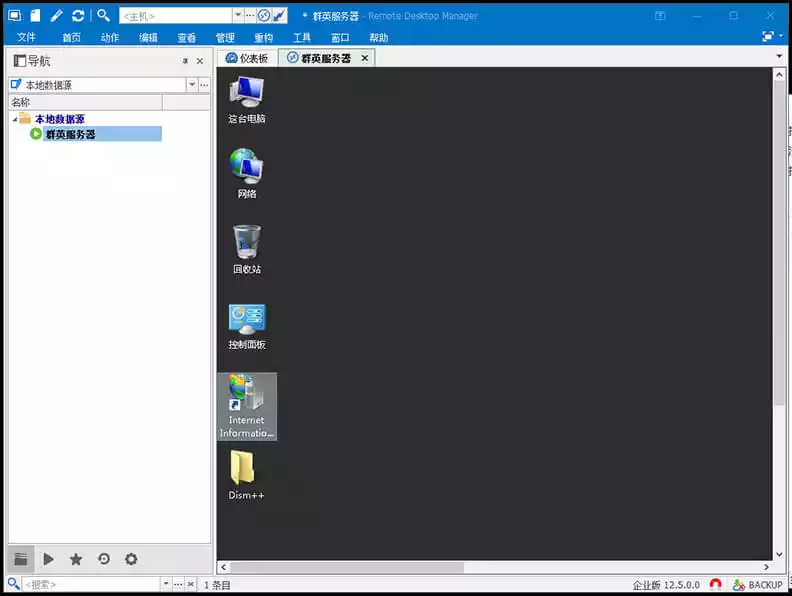 <主机>
* 群英服务器 - Remote Desktop Manager
文件 首页 动作 编辑 查看 管理 重构 工具 窗口 帮助
导航
仪表板
群英服务器
本地数据源
名称
本地数据源
群英服务器
这台电脑
网络
回收站
控制面板
Internet
Informatio...
Dism++
<搜索>
1 条目
企业版 12.5.0.0
BACKUP